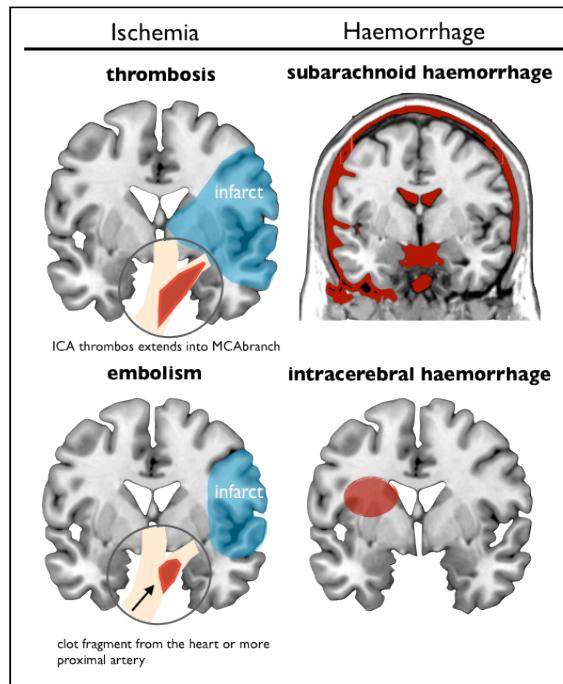 Ischemia
Haemorrhage
thrombosis
subarachnoid haemorrhage
infarct
ICA thrombos extends into MCAbranch
embolism
intracerebral haemorrhage
infarct
clot fragment from the heart or more
proximal artery